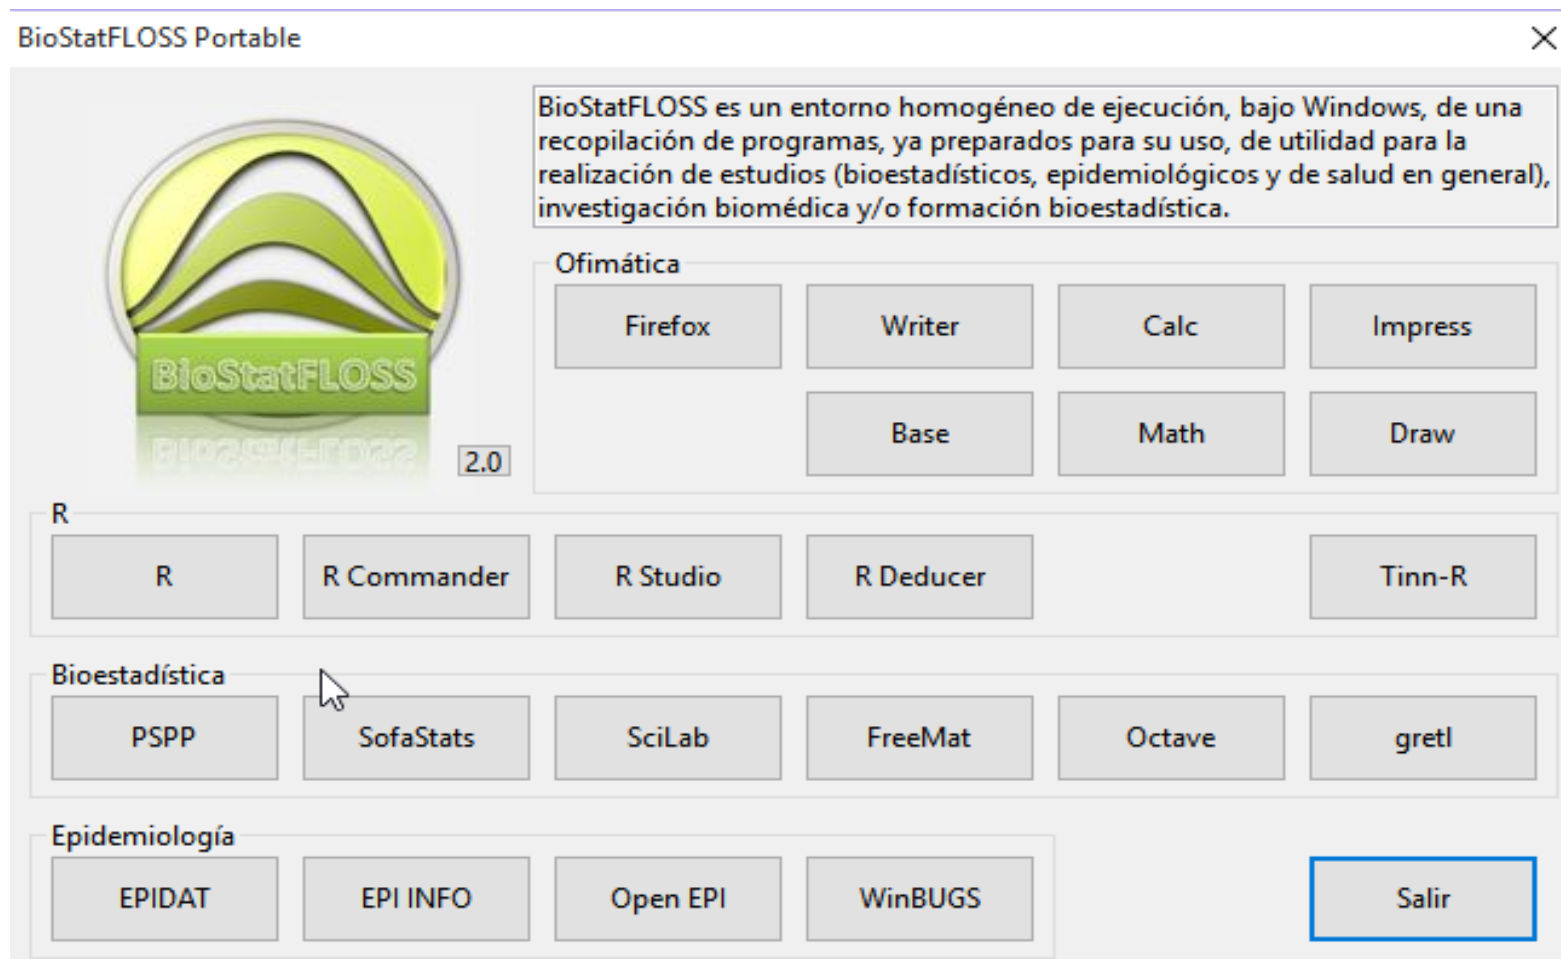 BioStatFLOSS Portable
BioStatFLOSS es un entorno homogéneo de ejecución, bajo Windows, de una
recopilación de programas, ya preparados para su uso, de utilidad para la
realización de estudios (bioestadísticos, epidemiológicos y de salud en general),
investigación biomédica y/o formación bioestadística.
BioStatFLOSS
2.0
Ofimática
Firefox Writer Calc Impress
Base Math Draw
R
R R Commander R Studio R Deducer Tinn-R
Bioestadística
PSPP SofaStats SciLab FreeMat Octave gretl
Epidemiología
EPIDAT EPI INFO Open EPI WinBUGS Salir